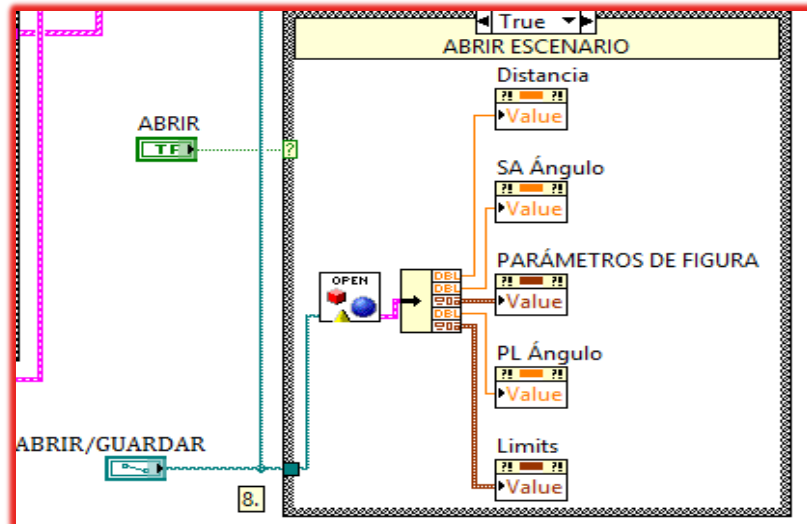 True
ABRIR ESCENARIO
Distancia
Value
ABRIR
TF
?
SA Ángulo
Value
OPEN
PARÁMETROS DE FIGURA
DBL
DBL
Value
DBL
PL Ángulo
Value
ABRIR/GUARDAR
Limits
Value
8.